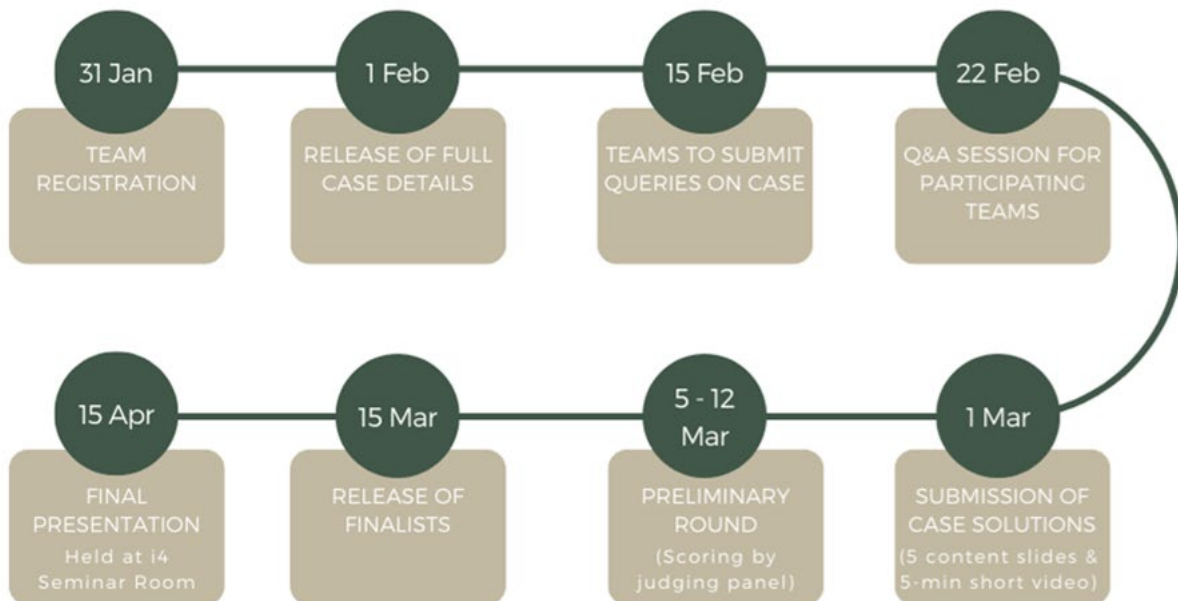 31 Jan
TEAM
REGISTRATION
1 Feb
RELEASE OF FULL
CASE DETAILS
15 Feb
TEAMS TO SUBMIT
QUERIES ON CASE
22 Feb
Q&A SESSION FOR
PARTICIPATING
TEAMS
1 Mar
SUBMISSION OF
CASE SOLUTIONS
(5 content slides &
5-min short video)
5 - 12
Mar
PRELIMINARY
ROUND
(Scoring by
judging panel)
15 Mar
RELEASE OF
FINALISTS
15 Apr
FINAL
PRESENTATION
Held at i4
Seminar Room